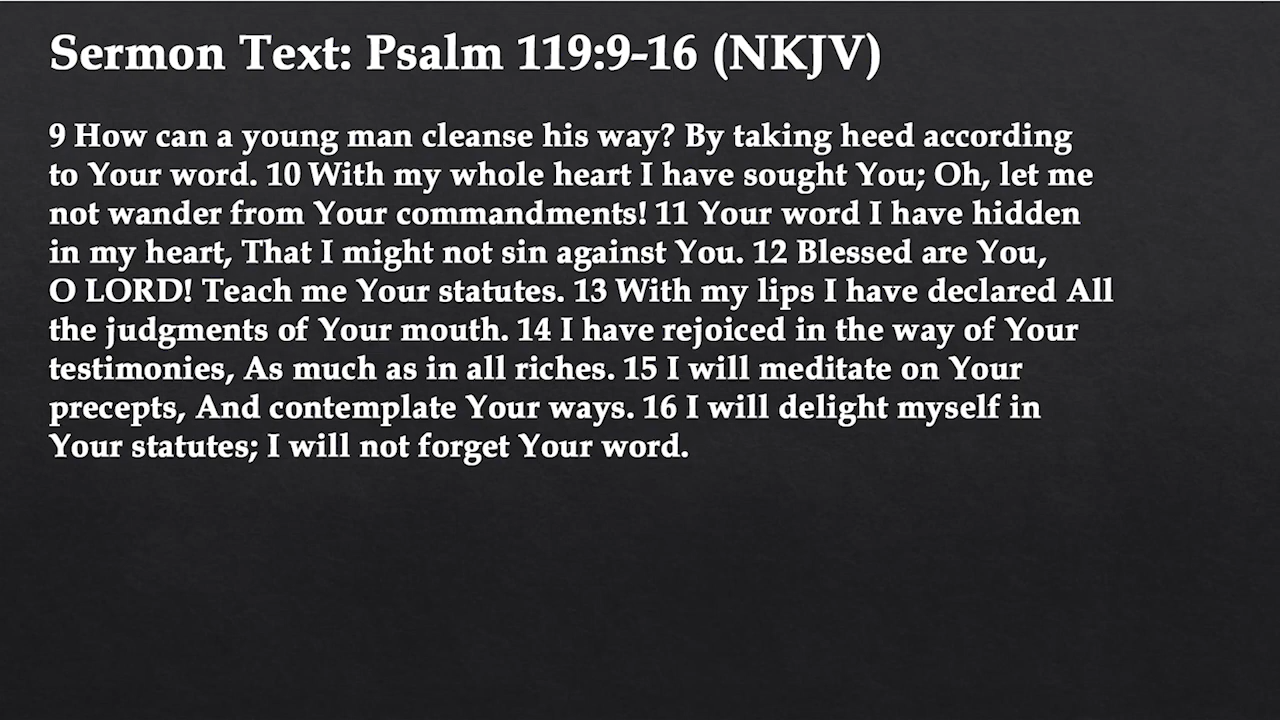 Sermon Text: Psalm 119:9-16 (NKJV)
9 How can a young man cleanse his way? By taking heed according
to Your word. 10 With my whole heart I have sought You; Oh, let me
not wander from Your commandments! 11 Your word I have hidden
in my heart, That I might not sin against You. 12 Blessed are You,
O LORD! Teach me Your statutes. 13 With my lips I have declared All
the judgments of Your mouth. 14 I have rejoiced in the way of Your
testimonies, As much as in all riches. 15 I will meditate on Your
precepts, And contemplate Your ways. 16 I will delight myself in
Your statutes; I will not forget Your word.